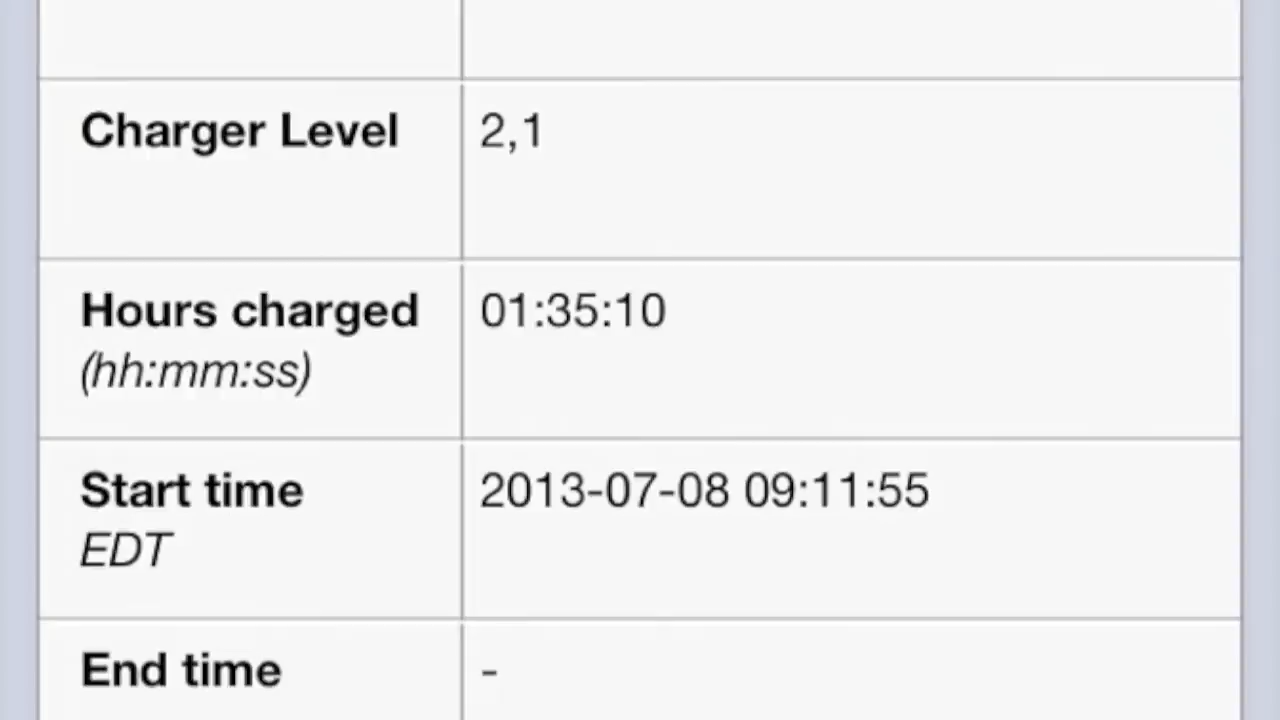 Charger Level 2,1
Hours charged 01:35:10
(hh:mm:ss)
Start time 2013-07-08 09:11:55
EDT
End time -